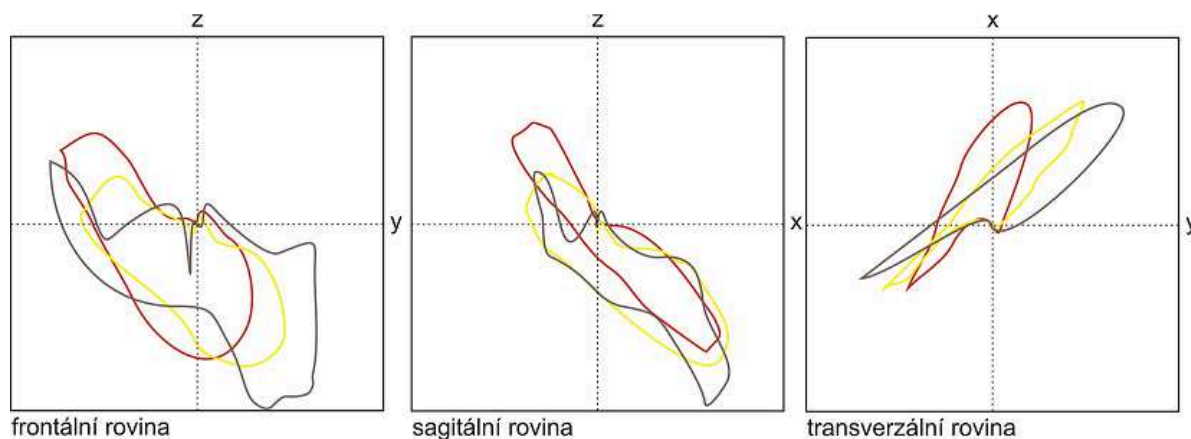 z
z
x
y
x
y
frontální rovina
sagitální rovina
transverzální rovina